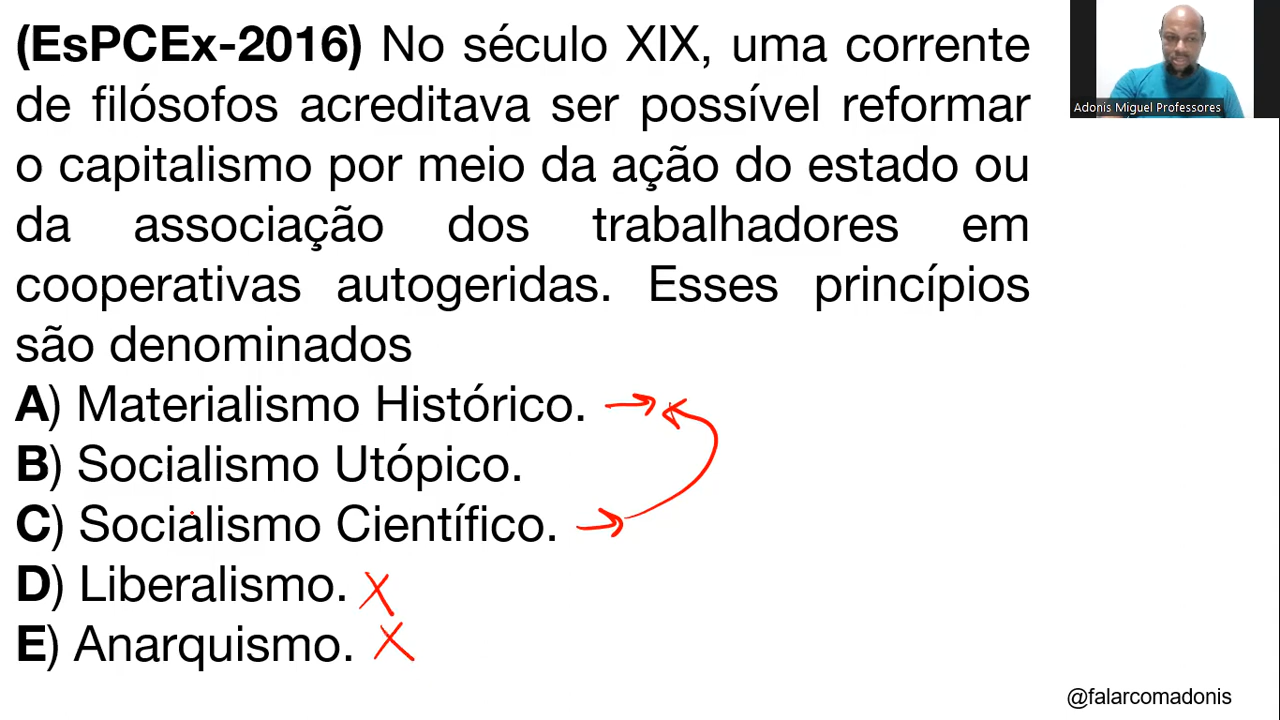 (EsPCEx-2016) No século XIX, uma corrente
de filósofos acreditava ser possível reformar
o capitalismo por meio da ação do estado ou
da associação dos trabalhadores em
cooperativas autogeridas. Esses princípios
são denominados
A) Materialismo Histórico.
B) Socialismo Utópico.
C) Socialismo Científico.
D) Liberalismo. X
E) Anarquismo. X
Adonis Miguel Professores
@falarcomadonis